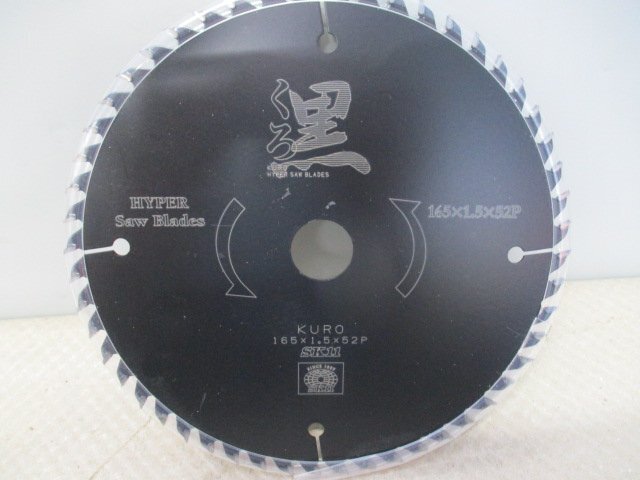 くろ
黒
HYPER SAW BLADES
HYPER
Saw Blades
165×1.5×52P
KURO
165×1.5×52P
SK11